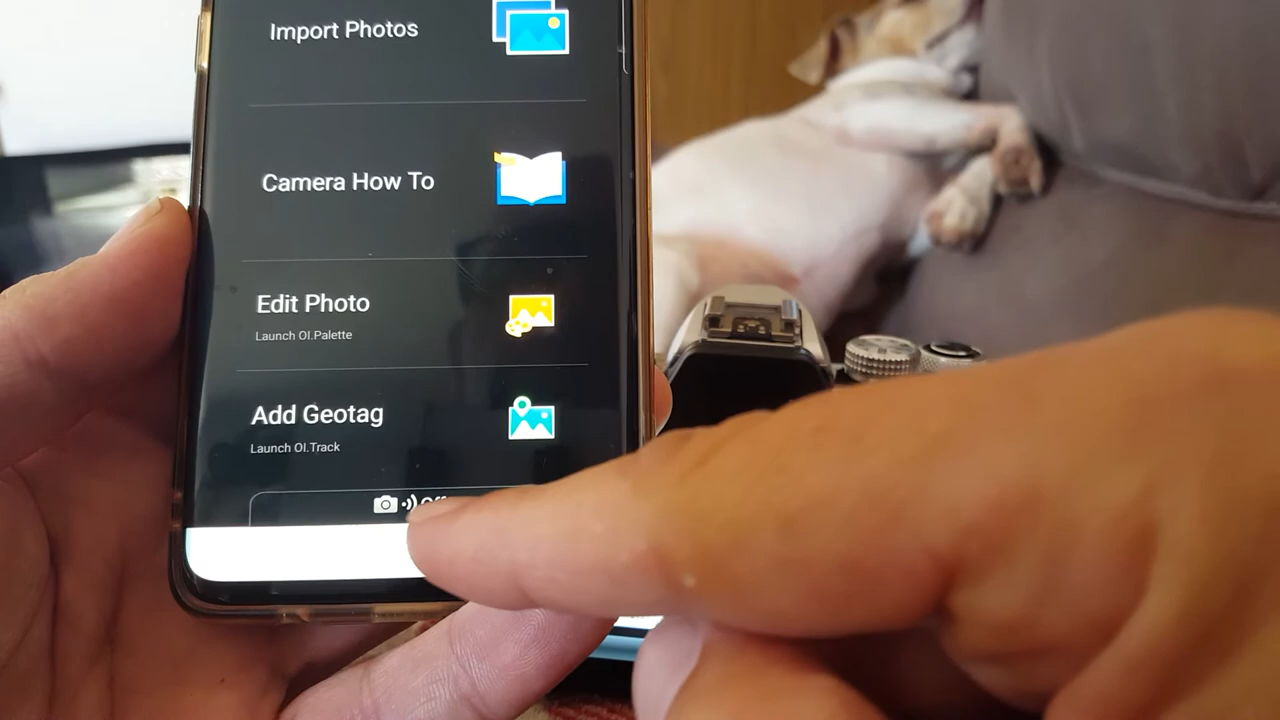 Import Photos
Camera How To
Edit Photo
Launch OI.Palette
Add Geotag
Launch OI.Track